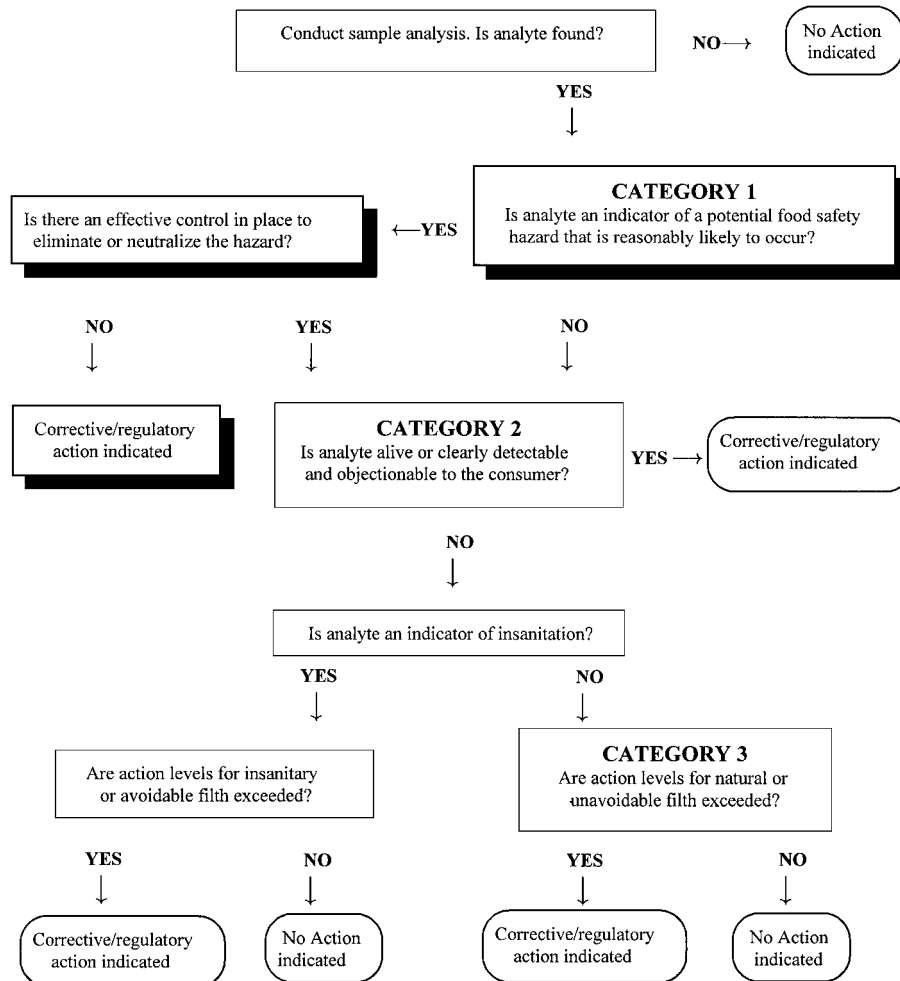 Conduct sample analysis. Is analyte found?
NO
No Action
indicated
YES
CATEGORY 1
Is analyte an indicator of a potential food safety
hazard that is reasonably likely to occur?
YES
Is there an effective control in place to
eliminate or neutralize the hazard?
NO
YES
NO
Corrective/regulatory
action indicated
CATEGORY 2
Is analyte alive or clearly detectable
and objectionable to the consumer?
YES
Corrective/regulatory
action indicated
NO
Is analyte an indicator of insanitation?
YES
NO
Are action levels for insanitary
or avoidable filth exceeded?
CATEGORY 3
Are action levels for natural or
unavoidable filth exceeded?
YES
NO
YES
NO
Corrective/regulatory
action indicated
No Action
indicated
Corrective/regulatory
action indicated
No Action
indicated